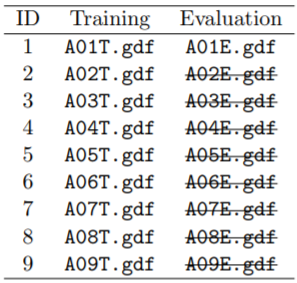 ID Training Evaluation
1 A01T.gdf A01E.gdf
2 A02T.gdf A02E.gdf
3 A03T.gdf A03E.gdf
4 A04T.gdf A04E.gdf
5 A05T.gdf A05E.gdf
6 A06T.gdf A06E.gdf
7 A07T.gdf A07E.gdf
8 A08T.gdf A08E.gdf
9 A09T.gdf A09E.gdf